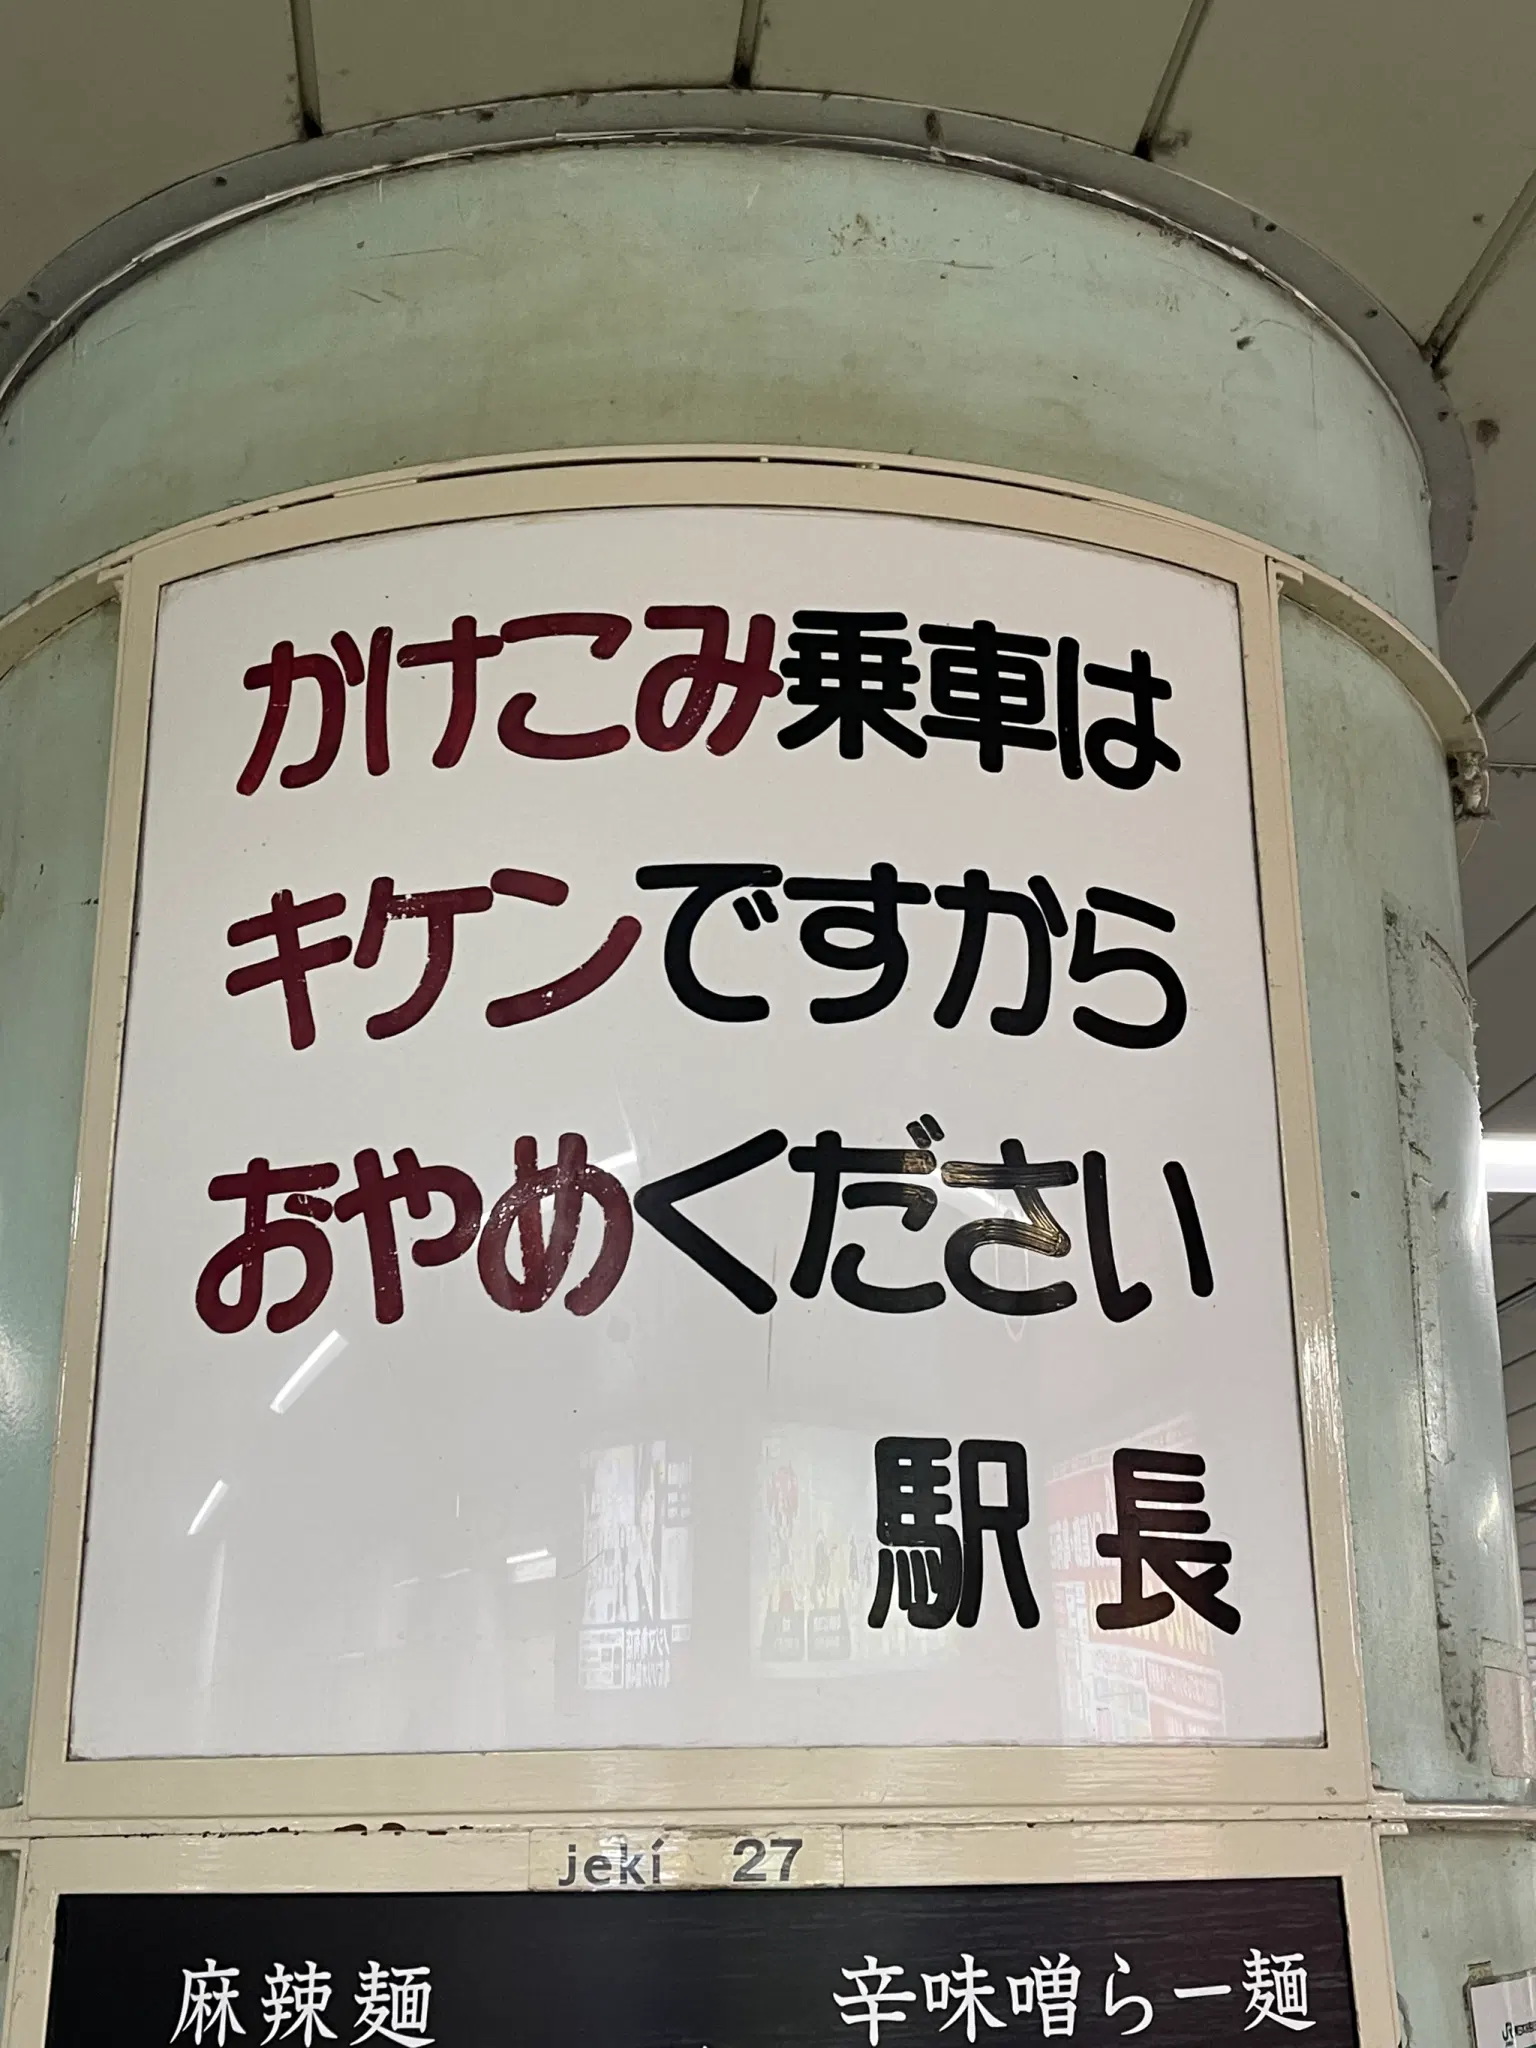 かけこみ乗車は
キケンですから
おやめください
駅長
jeki 27
麻辣麺 辛味噌らー麺